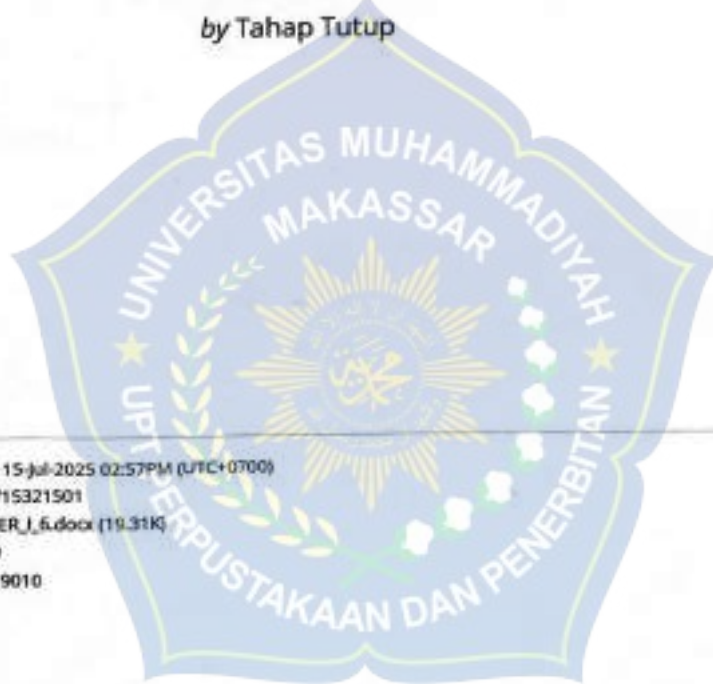 by Tahap Tutup
UNIVERSITAS MUHAMMADIYAH
MAKASSAR
UPT PERPUSTAKAAN DAN PENERBITAN
15-Jul-2025 02:57PM (UTC+0700)
15321501
ER_I_6.docx (19.31K)
9010